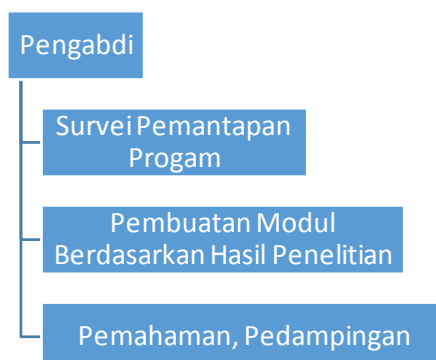 Pengabdi
Survei Pemantapan
Progam
Pembuatan Modul
Berdasarkan Hasil Penelitian
Pemahaman, Pedampingan